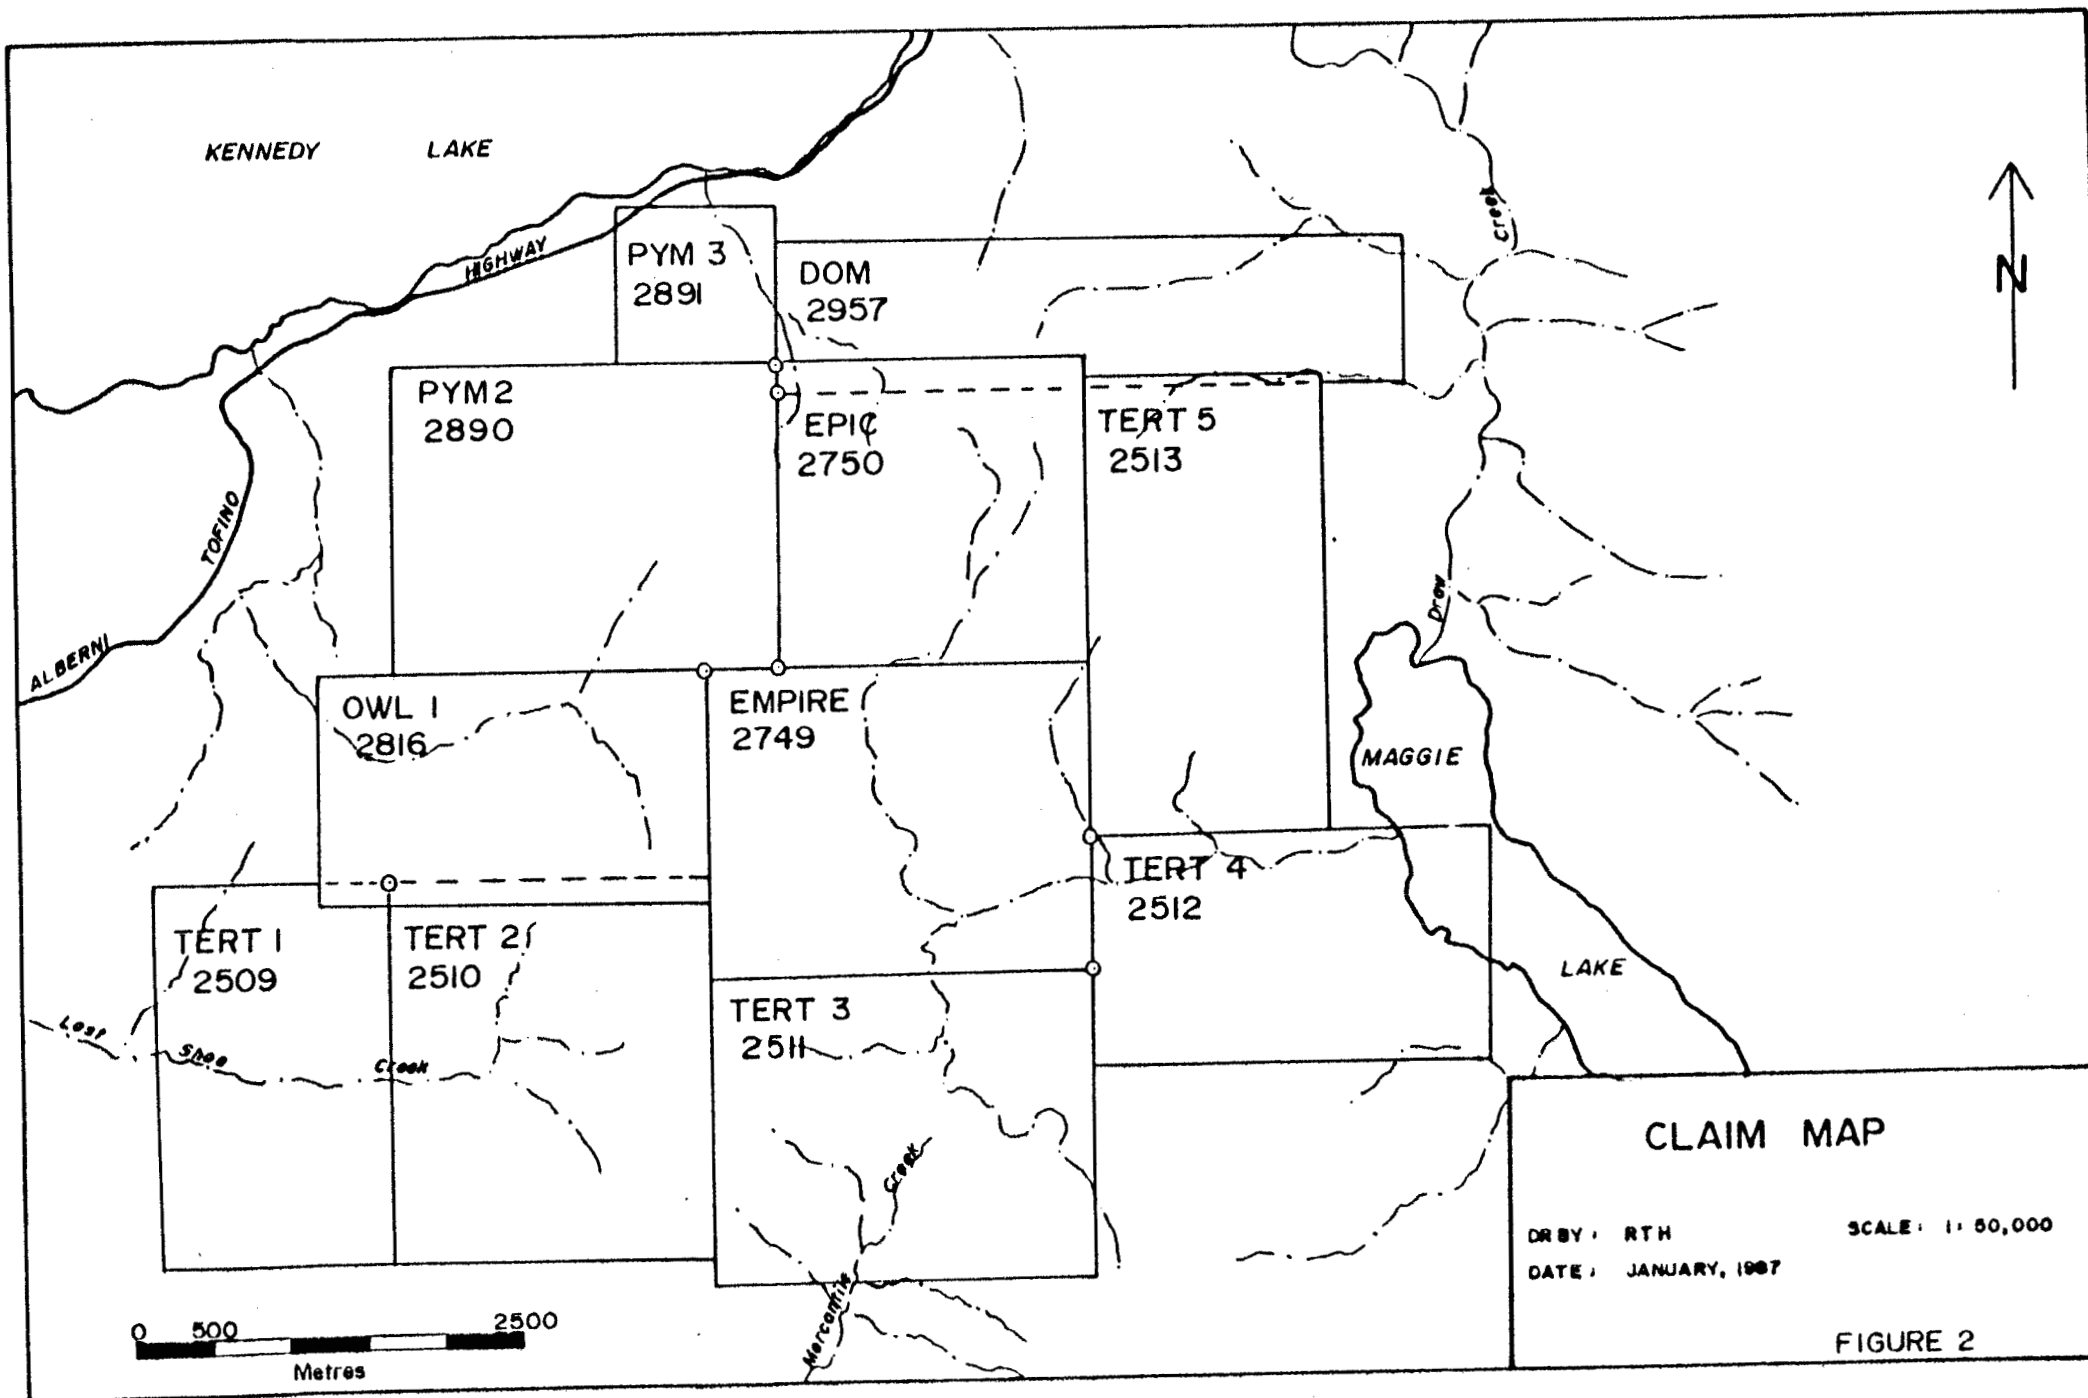 KENNEDY LAKE
HIGHWAY
TOFINO
ALBERNI
PYM 3
2891
DOM
2957
Creek
N
PYM 2
2890
EPIC
2750
TERT 5
2513
Drew
OWL 1
2816
EMPIRE
2749
MAGGIE
LAKE
TERT 4
2512
TERT 1
2509
TERT 2
2510
TERT 3
2511
Lost
Shoe
Creek
Creek
Mercantile
0 500 2500
Metres
CLAIM MAP
DR BY: RTH SCALE: 1:50,000
DATE: JANUARY, 1987
FIGURE 2